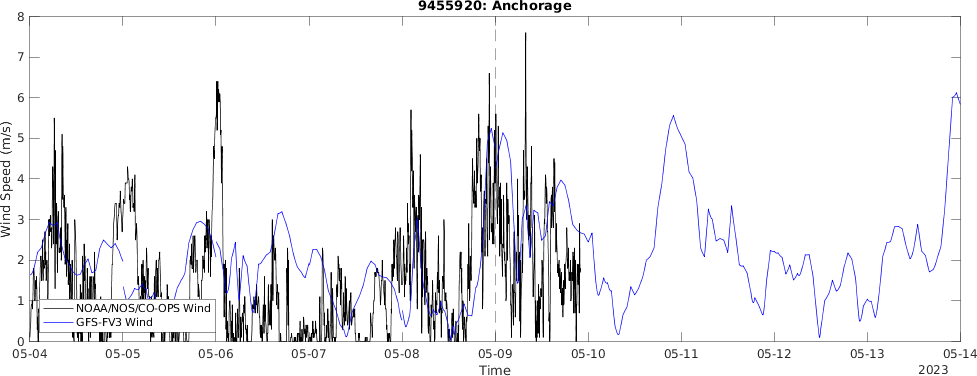 9455920: Anchorage
8
7
6
5
4
3
2
1
0
Wind Speed (m/s)
NOAA/NOS/CO-OPS Wind
GFS-FV3 Wind
05-04 05-05 05-06 05-07 05-08 05-09 05-10 05-11 05-12 05-13 05-14
Time
2023